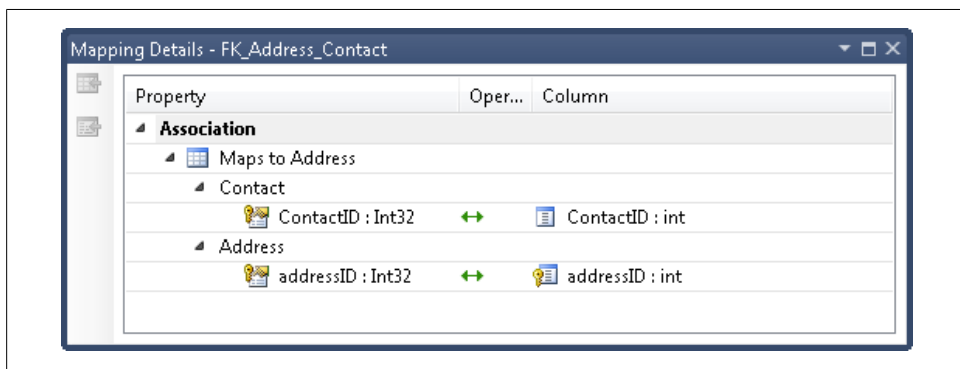 Mapping Details - FK_Address_Contact
Property Oper... Column
Association
Maps to Address
Contact
ContactID : Int32 ContactID : int
Address
addressID : Int32 addressID : int